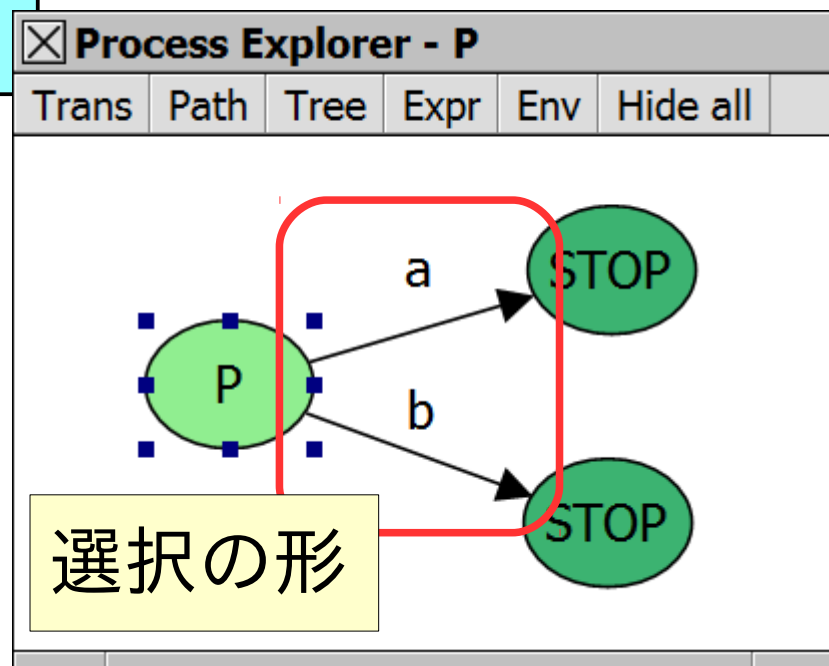 Process Explorer - P
Trans Path Tree Expr Env Hide all
a
STOP
P
b
STOP
選択の形